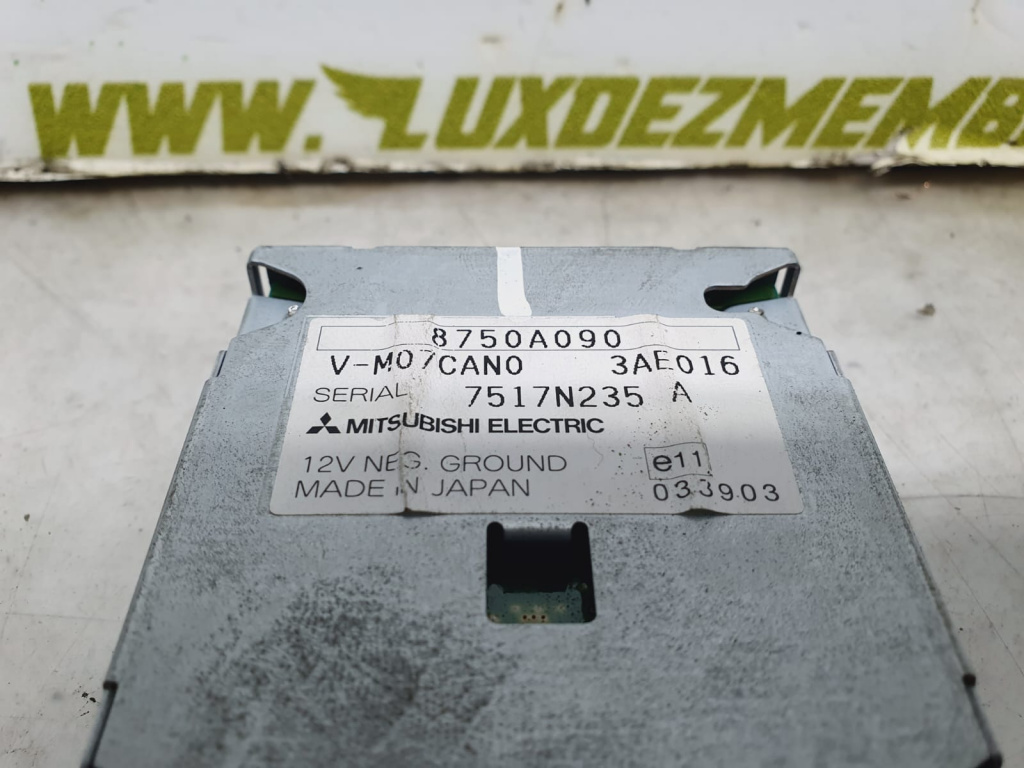 WWW. LUXDEZMEMB
8750A090
V-M07CAN0 3AE016
SERIAL 7517N235 A
MITSUBISHI ELECTRIC
12V NEG. GROUND e11
MADE IN JAPAN 033903